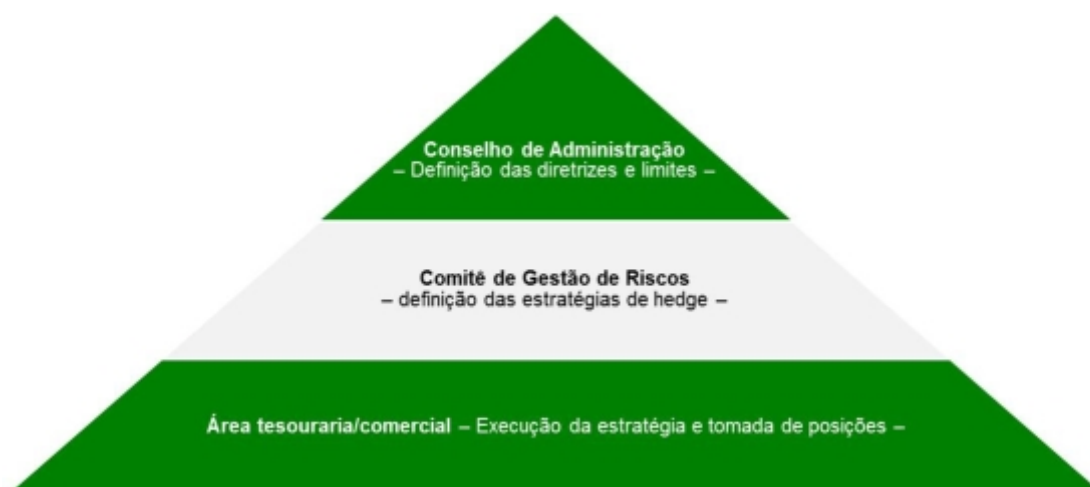 Conselho de Administração
– Definição das diretrizes e limites –
Comitê de Gestão de Riscos
– definição das estratégias de hedge –
Área tesouraria/comercial – Execução da estratégia e tomada de posições –